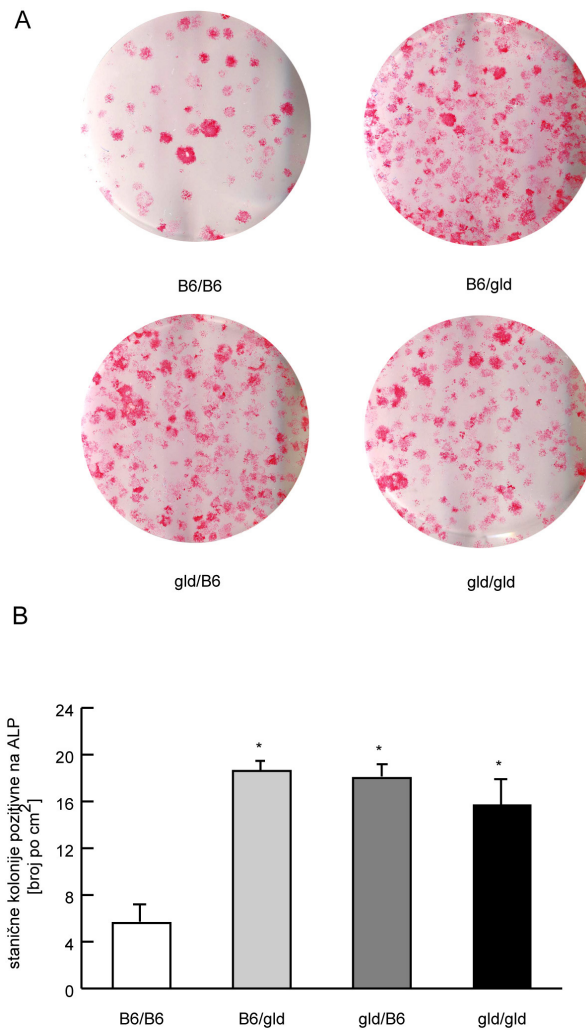 A
B6/B6 B6/gld
gld/B6 gld/gld
B
stanične kolonije pozitivne na ALP
[broj po cm²]
24
20
16
12
8
4
0
* * *
B6/B6 B6/gld gld/B6 gld/gld